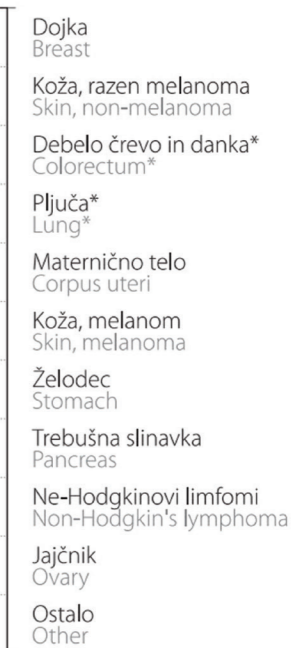 Dojka
Breast
Koža, razen melanoma
Skin, non-melanoma
Debelo črevo in danka*
Colorectum*
Pljuča*
Lung*
Maternično telo
Corpus uteri
Koža, melanom
Skin, melanoma
Želodec
Stomach
Trebušna slinavka
Pancreas
Ne-Hodgkinovi limfomi
Non-Hodgkin's lymphoma
Jajčnik
Ovary
Ostalo
Other